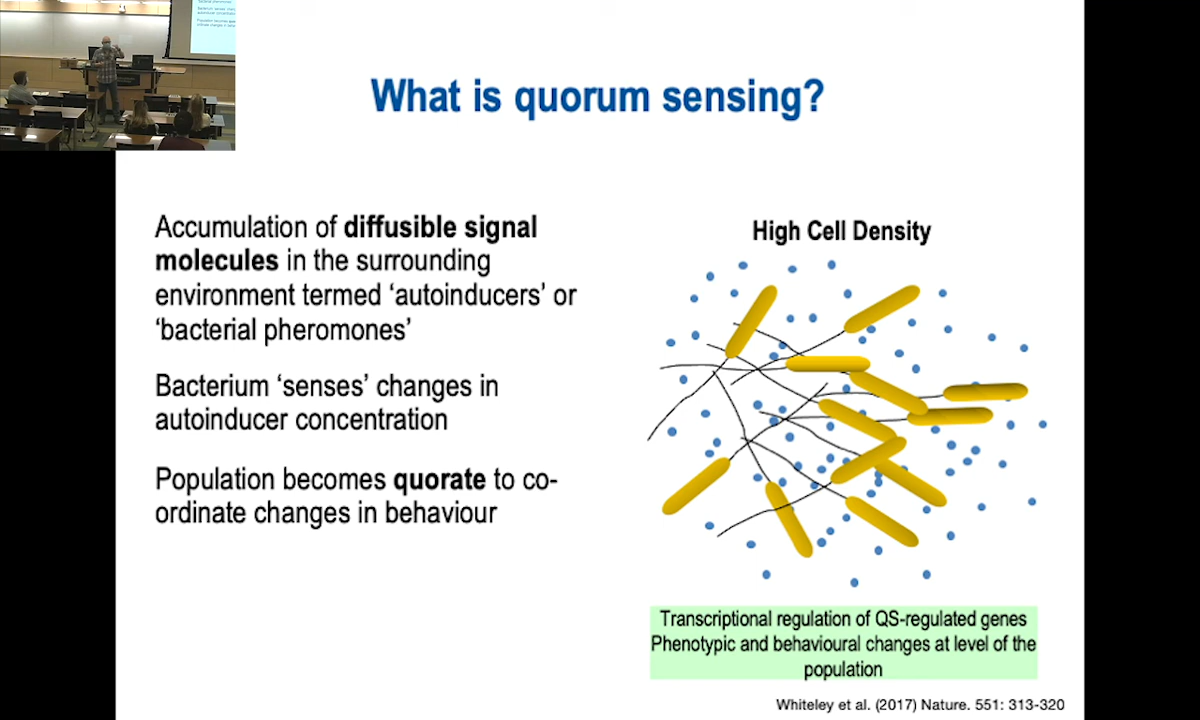 What is quorum sensing?
Accumulation of diffusible signal
molecules in the surrounding
environment termed ‘autoinducers’ or
‘bacterial pheromones’
Bacterium ‘senses’ changes in
autoinducer concentration
Population becomes quorate to co-
ordinate changes in behaviour
High Cell Density
Transcriptional regulation of QS-regulated genes
Phenotypic and behavioural changes at level of the
population
Whiteley et al. (2017) Nature. 551: 313-320